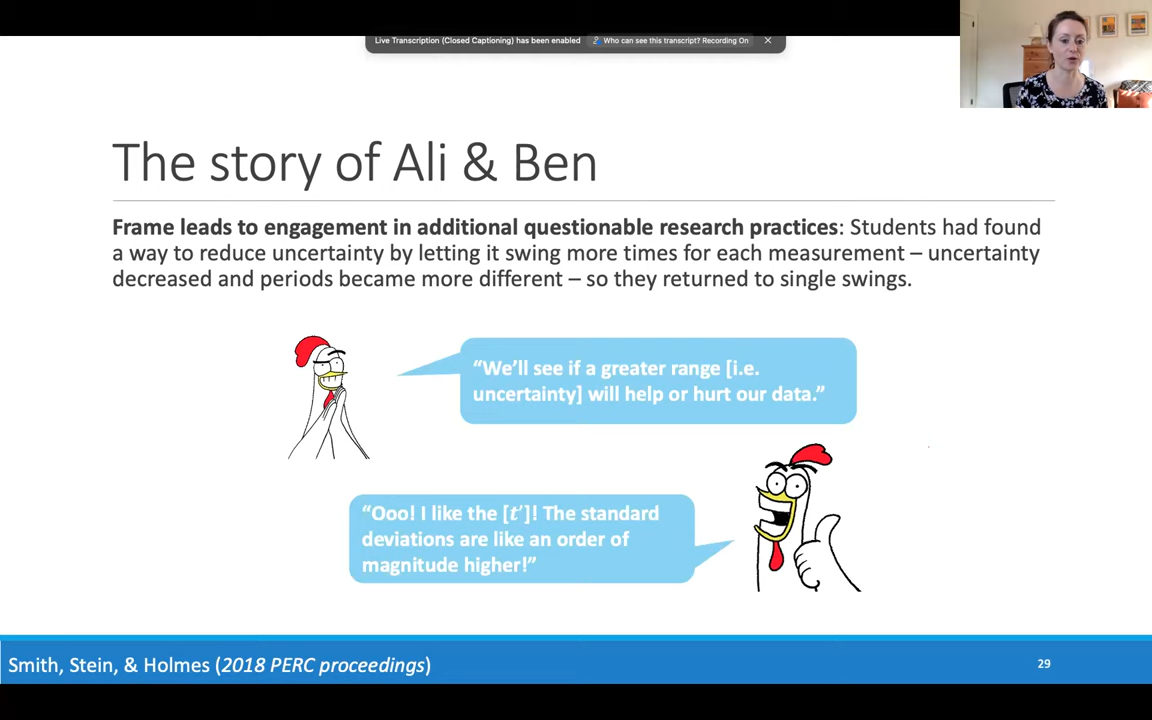 Live Transcription (Closed Captioning) has been enabled Who can see this transcript? Recording On
The story of Ali & Ben
Frame leads to engagement in additional questionable research practices: Students had found
a way to reduce uncertainty by letting it swing more times for each measurement – uncertainty
decreased and periods became more different – so they returned to single swings.
“We’ll see if a greater range [i.e.
uncertainty] will help or hurt our data.”
“Ooo! I like the [t′]! The standard
deviations are like an order of
magnitude higher!”
Smith, Stein, & Holmes (2018 PERC proceedings)
29